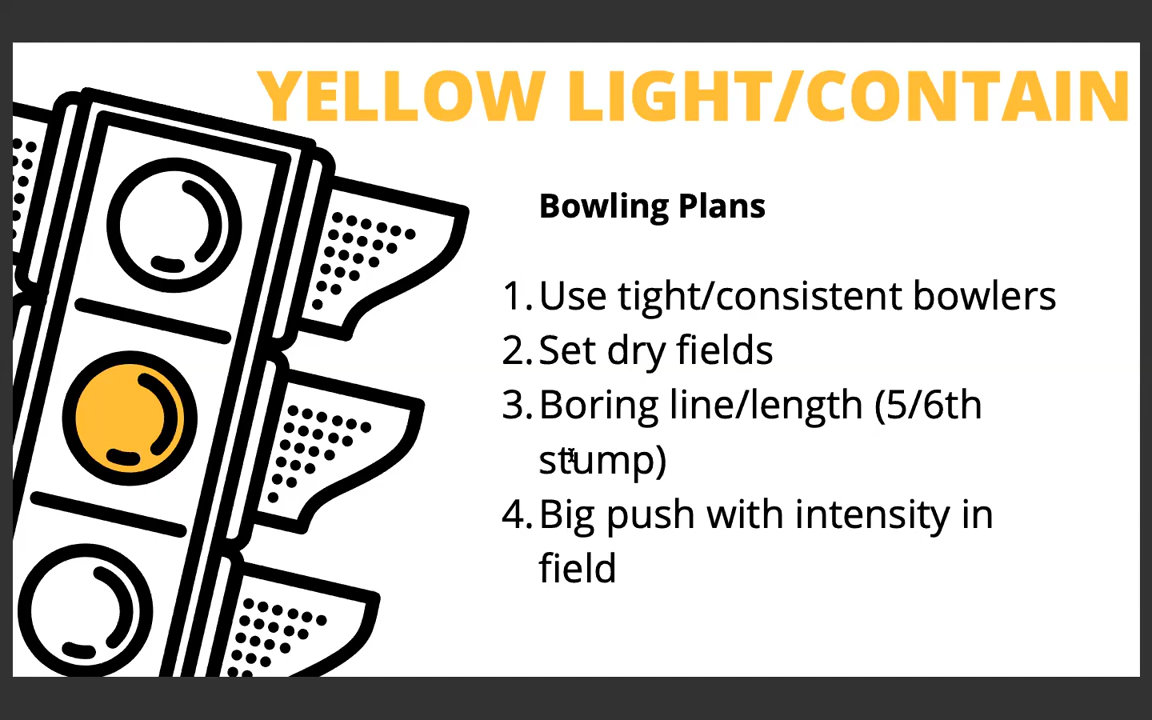 YELLOW LIGHT/CONTAIN
Bowling Plans
1. Use tight/consistent bowlers
2. Set dry fields
3. Boring line/length (5/6th
stump)
4. Big push with intensity in
field